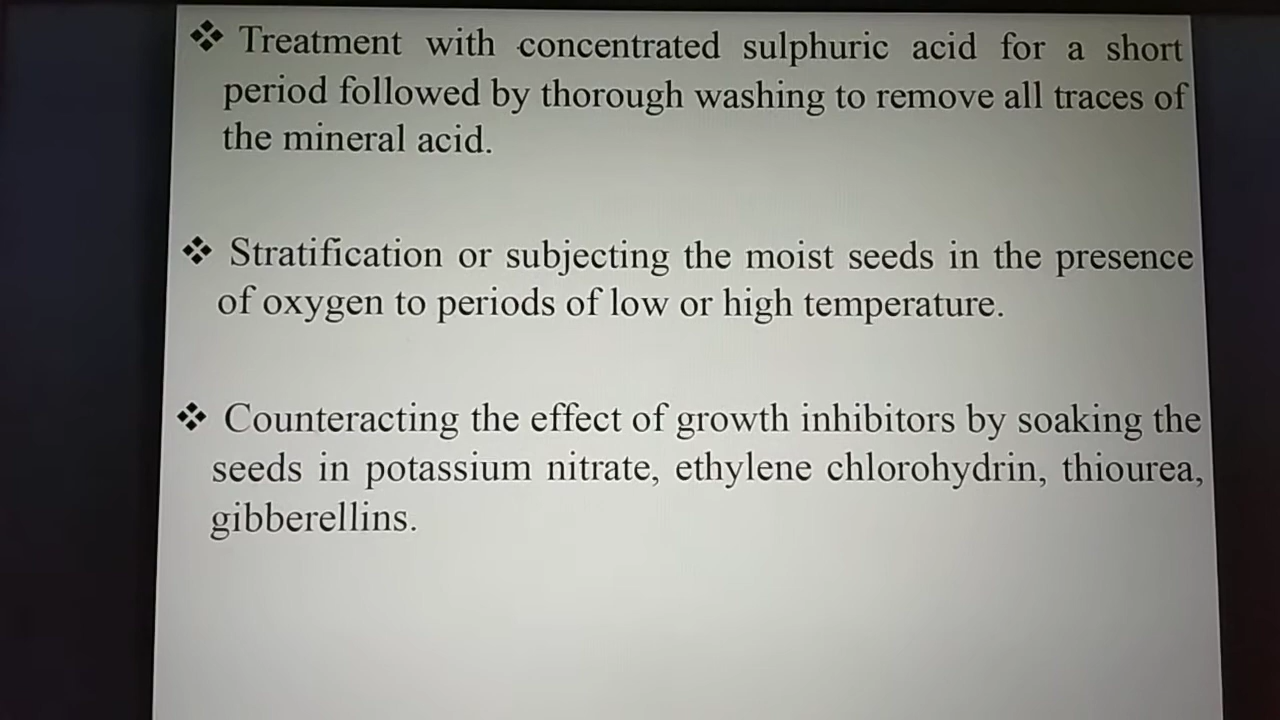 ❖ Treatment with concentrated sulphuric acid for a short
period followed by thorough washing to remove all traces of
the mineral acid.
❖ Stratification or subjecting the moist seeds in the presence
of oxygen to periods of low or high temperature.
❖ Counteracting the effect of growth inhibitors by soaking the
seeds in potassium nitrate, ethylene chlorohydrin, thiourea,
gibberellins.